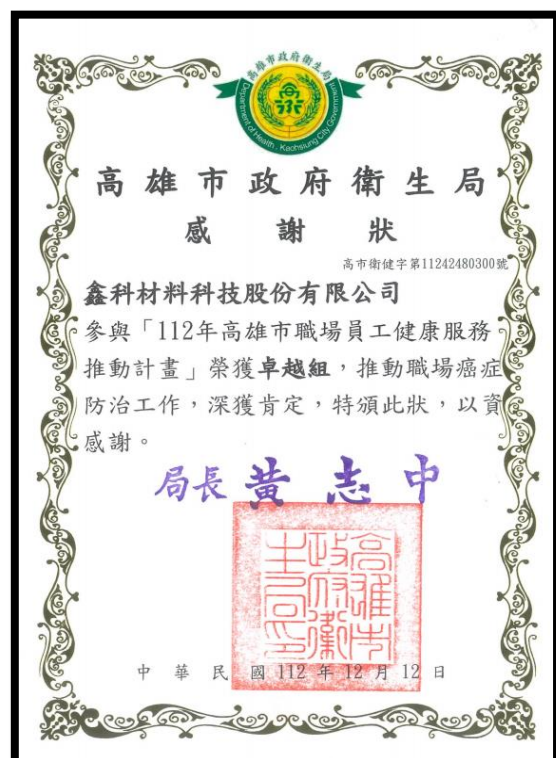 高雄市政府衛生局
Department of Health, Kaohsiung City Government
高雄市政府衛生局
感謝狀
高市衛健字第11242480300號
鑫科材料科技股份有限公司
參與「112年高雄市職場員工健康服務
推動計畫」榮獲卓越組，推動職場癌症
防治工作，深獲肯定，特頒此狀，以資
感謝。
局長 黃志中
高雄市
政府衛
生局印
中華民國112年12月12日